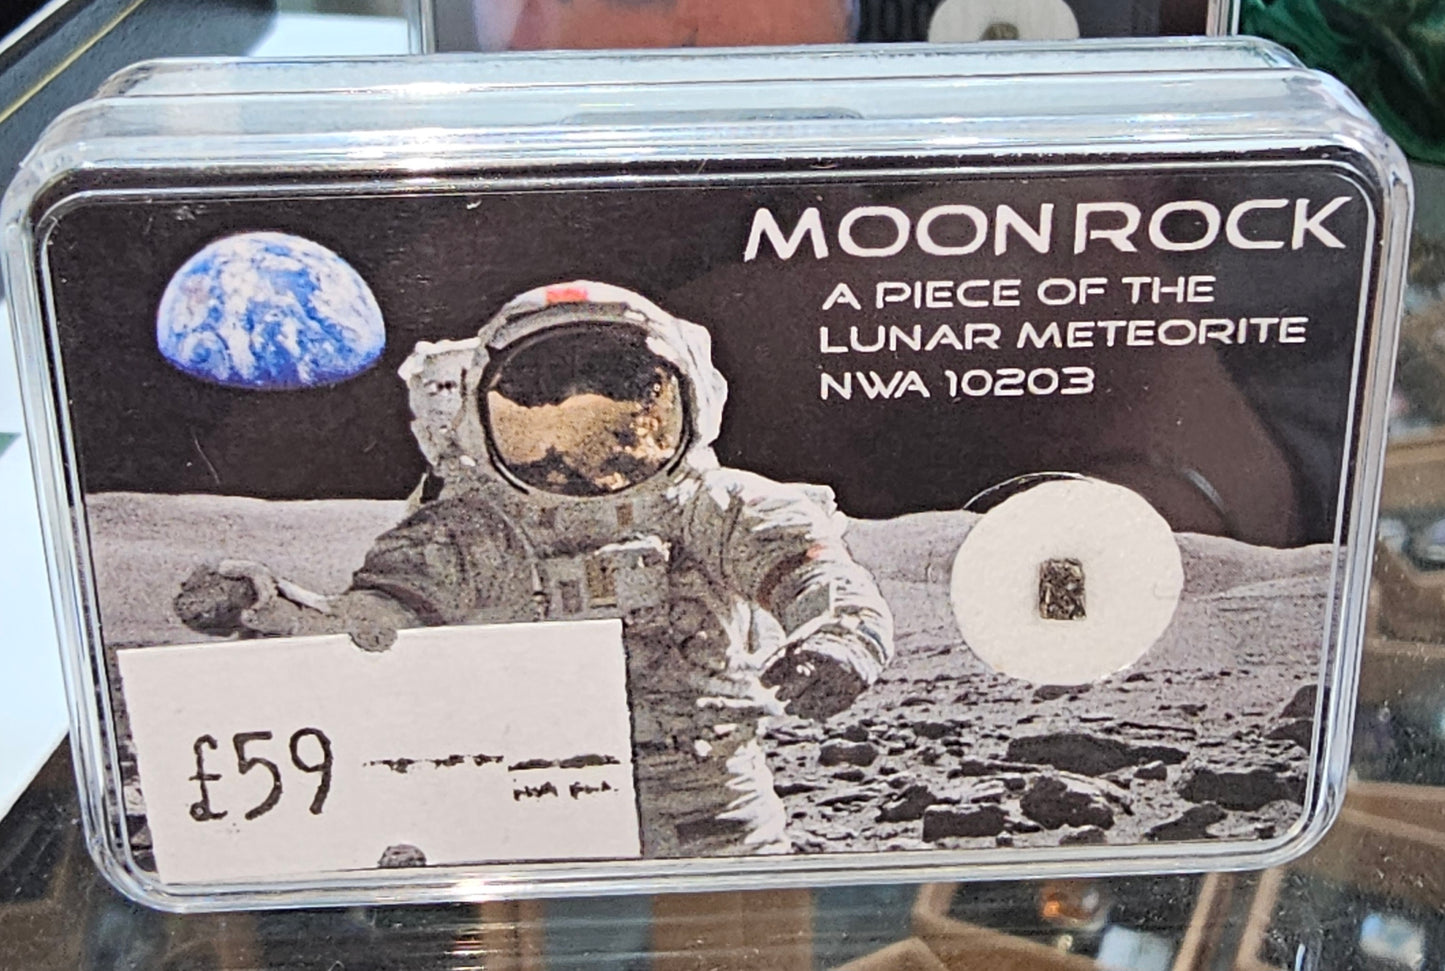 MOON ROCK
A PIECE OF THE
LUNAR METEORITE
NWA 10203
£59